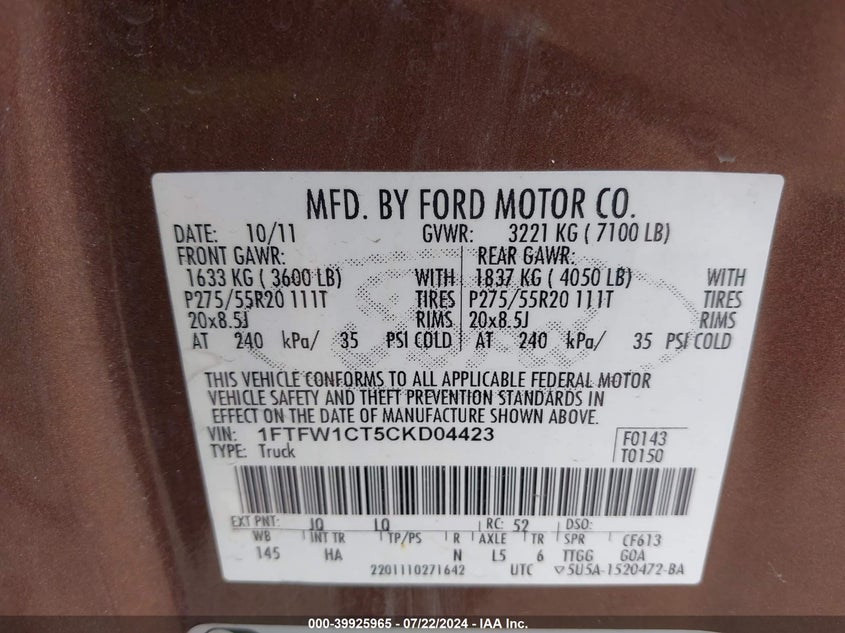 MFD. BY FORD MOTOR CO.
DATE: 10/11 GVWR: 3221 KG ( 7100 LB)
FRONT GAWR: REAR GAWR:
1633 KG ( 3600 LB) WITH 1837 KG ( 4050 LB) WITH
P275/55R20 111T TIRES P275/55R20 111T TIRES
20x8.5J RIMS 20x8.5J RIMS
AT 240 kPa/ 35 PSI COLD AT 240 kPa/ 35 PSI COLD
THIS VEHICLE CONFORMS TO ALL APPLICABLE FEDERAL MOTOR
VEHICLE SAFETY AND THEFT PREVENTION STANDARDS IN
EFFECT ON THE DATE OF MANUFACTURE SHOWN ABOVE.
VIN: 1FTFW1CT5CKD04423 F0143
TYPE: Truck T0150
EXT PNT: JQ LQ RC: 52 DSO:
WB INT TR TP/PS R AXLE TR SPR CF613
145 HA N L5 6 TTGG GOA
2201110271642 UTC ▽5U5A-1520472-BA
000-39925965 / 07/22/2024 - IAA Inc.